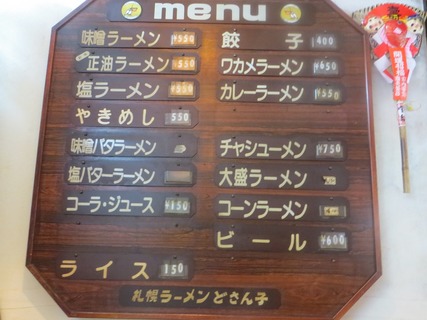 menu
味噌ラーメン ¥550
正油ラーメン 550
塩ラーメン
やきめし 550
味噌バタラーメン
塩バターラーメン
コーラ・ジュース ¥150
ライス 150
餃子 400
ワカメラーメン ¥650
カレーラーメン ¥550
チャシューメン ¥750
大盛ラーメン
コーンラーメン
ビール ¥600
札幌ラーメンどさん子